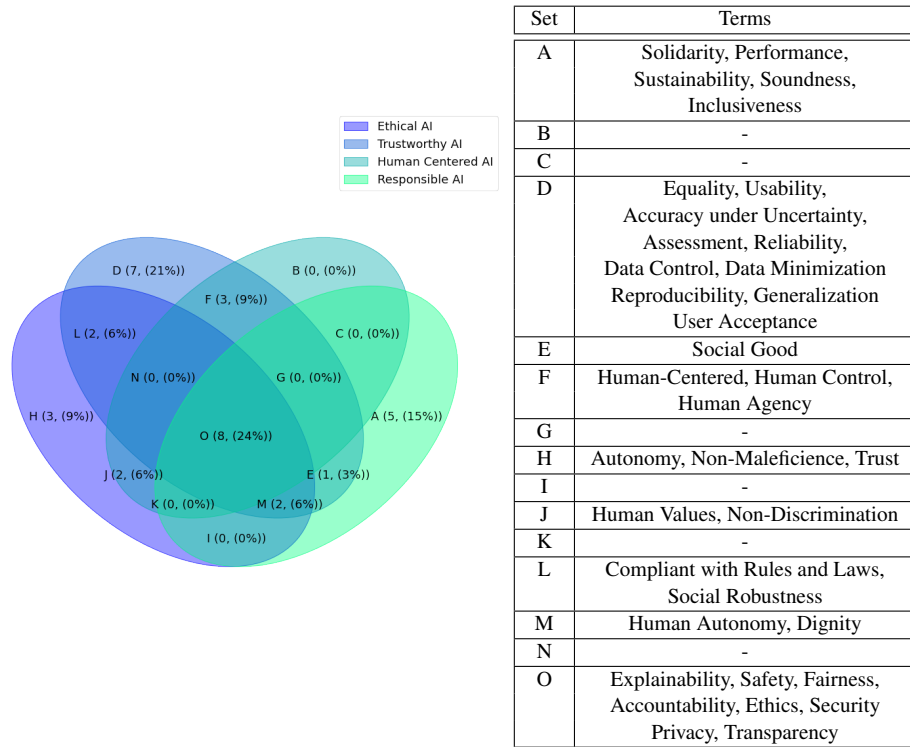 Ethical AI
Trustworthy AI
Human Centered AI
Responsible AI
D (7, (21%))
B (0, (0%))
F (3, (9%))
L (2, (6%))
C (0, (0%))
N (0, (0%))
G (0, (0%))
H (3, (9%))
A (5, (15%))
O (8, (24%))
J (2, (6%))
E (1, (3%))
K (0, (0%))
M (2, (6%))
I (0, (0%))
Set Terms
A Solidarity, Performance,
Sustainability, Soundness,
Inclusiveness
B -
C -
D Equality, Usability,
Accuracy under Uncertainty,
Assessment, Reliability,
Data Control, Data Minimization
Reproducibility, Generalization
User Acceptance
E Social Good
F Human-Centered, Human Control,
Human Agency
G -
H Autonomy, Non-Maleficience, Trust
I -
J Human Values, Non-Discrimination
K -
L Compliant with Rules and Laws,
Social Robustness
M Human Autonomy, Dignity
N -
O Explainability, Safety, Fairness,
Accountability, Ethics, Security
Privacy, Transparency